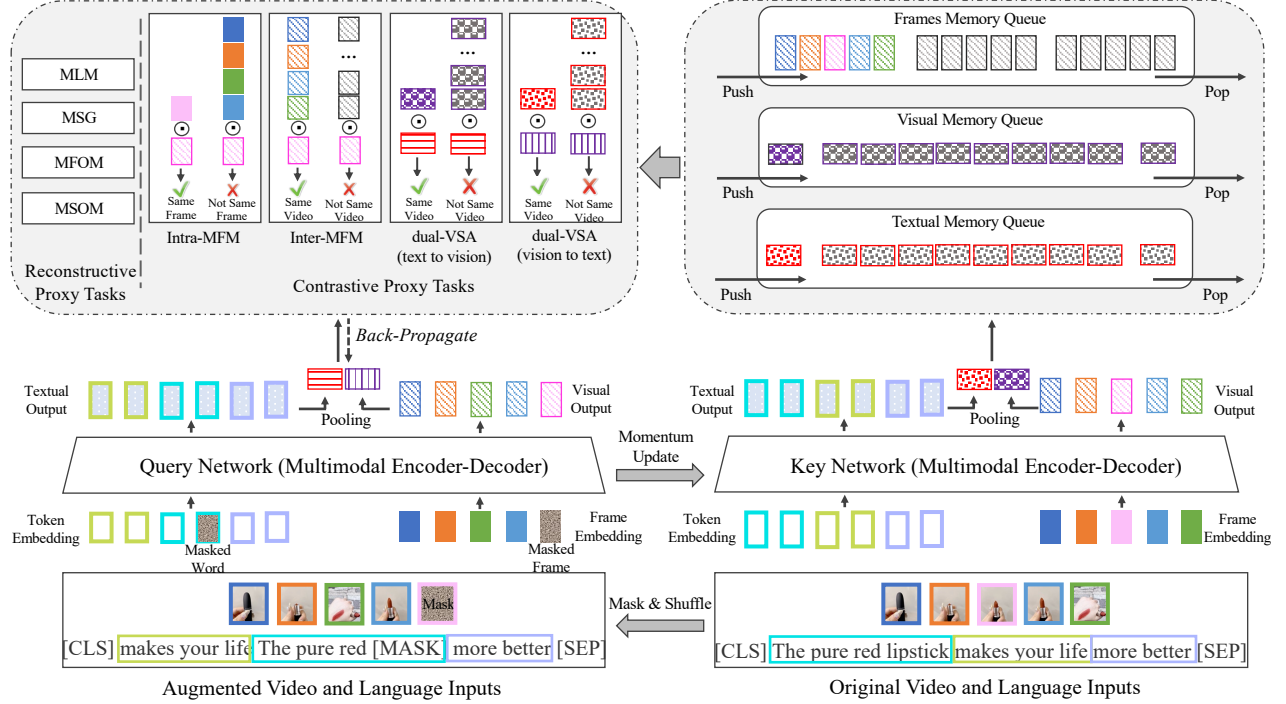 MLM
MSG
MFOM
MSOM
Reconstructive
Proxy Tasks
...
...
...
Same
Frame
Not Same
Frame
Same
Video
Not Same
Video
Same
Video
Not Same
Video
Same
Video
Not Same
Video
Intra-MFM
Inter-MFM
dual-VSA
(text to vision)
dual-VSA
(vision to text)
Contrastive Proxy Tasks
Frames Memory Queue
Push
Pop
Visual Memory Queue
Push
Pop
Textual Memory Queue
Push
Pop
Back-Propagate
Textual
Output
Pooling
Visual
Output
Query Network (Multimodal Encoder-Decoder)
Token
Embedding
Masked
Word
Frame
Embedding
Masked
Frame
Mask
[CLS] makes your life The pure red [MASK] more better [SEP]
Augmented Video and Language Inputs
Momentum
Update
Mask & Shuffle
Textual
Output
Pooling
Visual
Output
Key Network (Multimodal Encoder-Decoder)
Token
Embedding
Frame
Embedding
[CLS] The pure red lipstick makes your life more better [SEP]
Original Video and Language Inputs